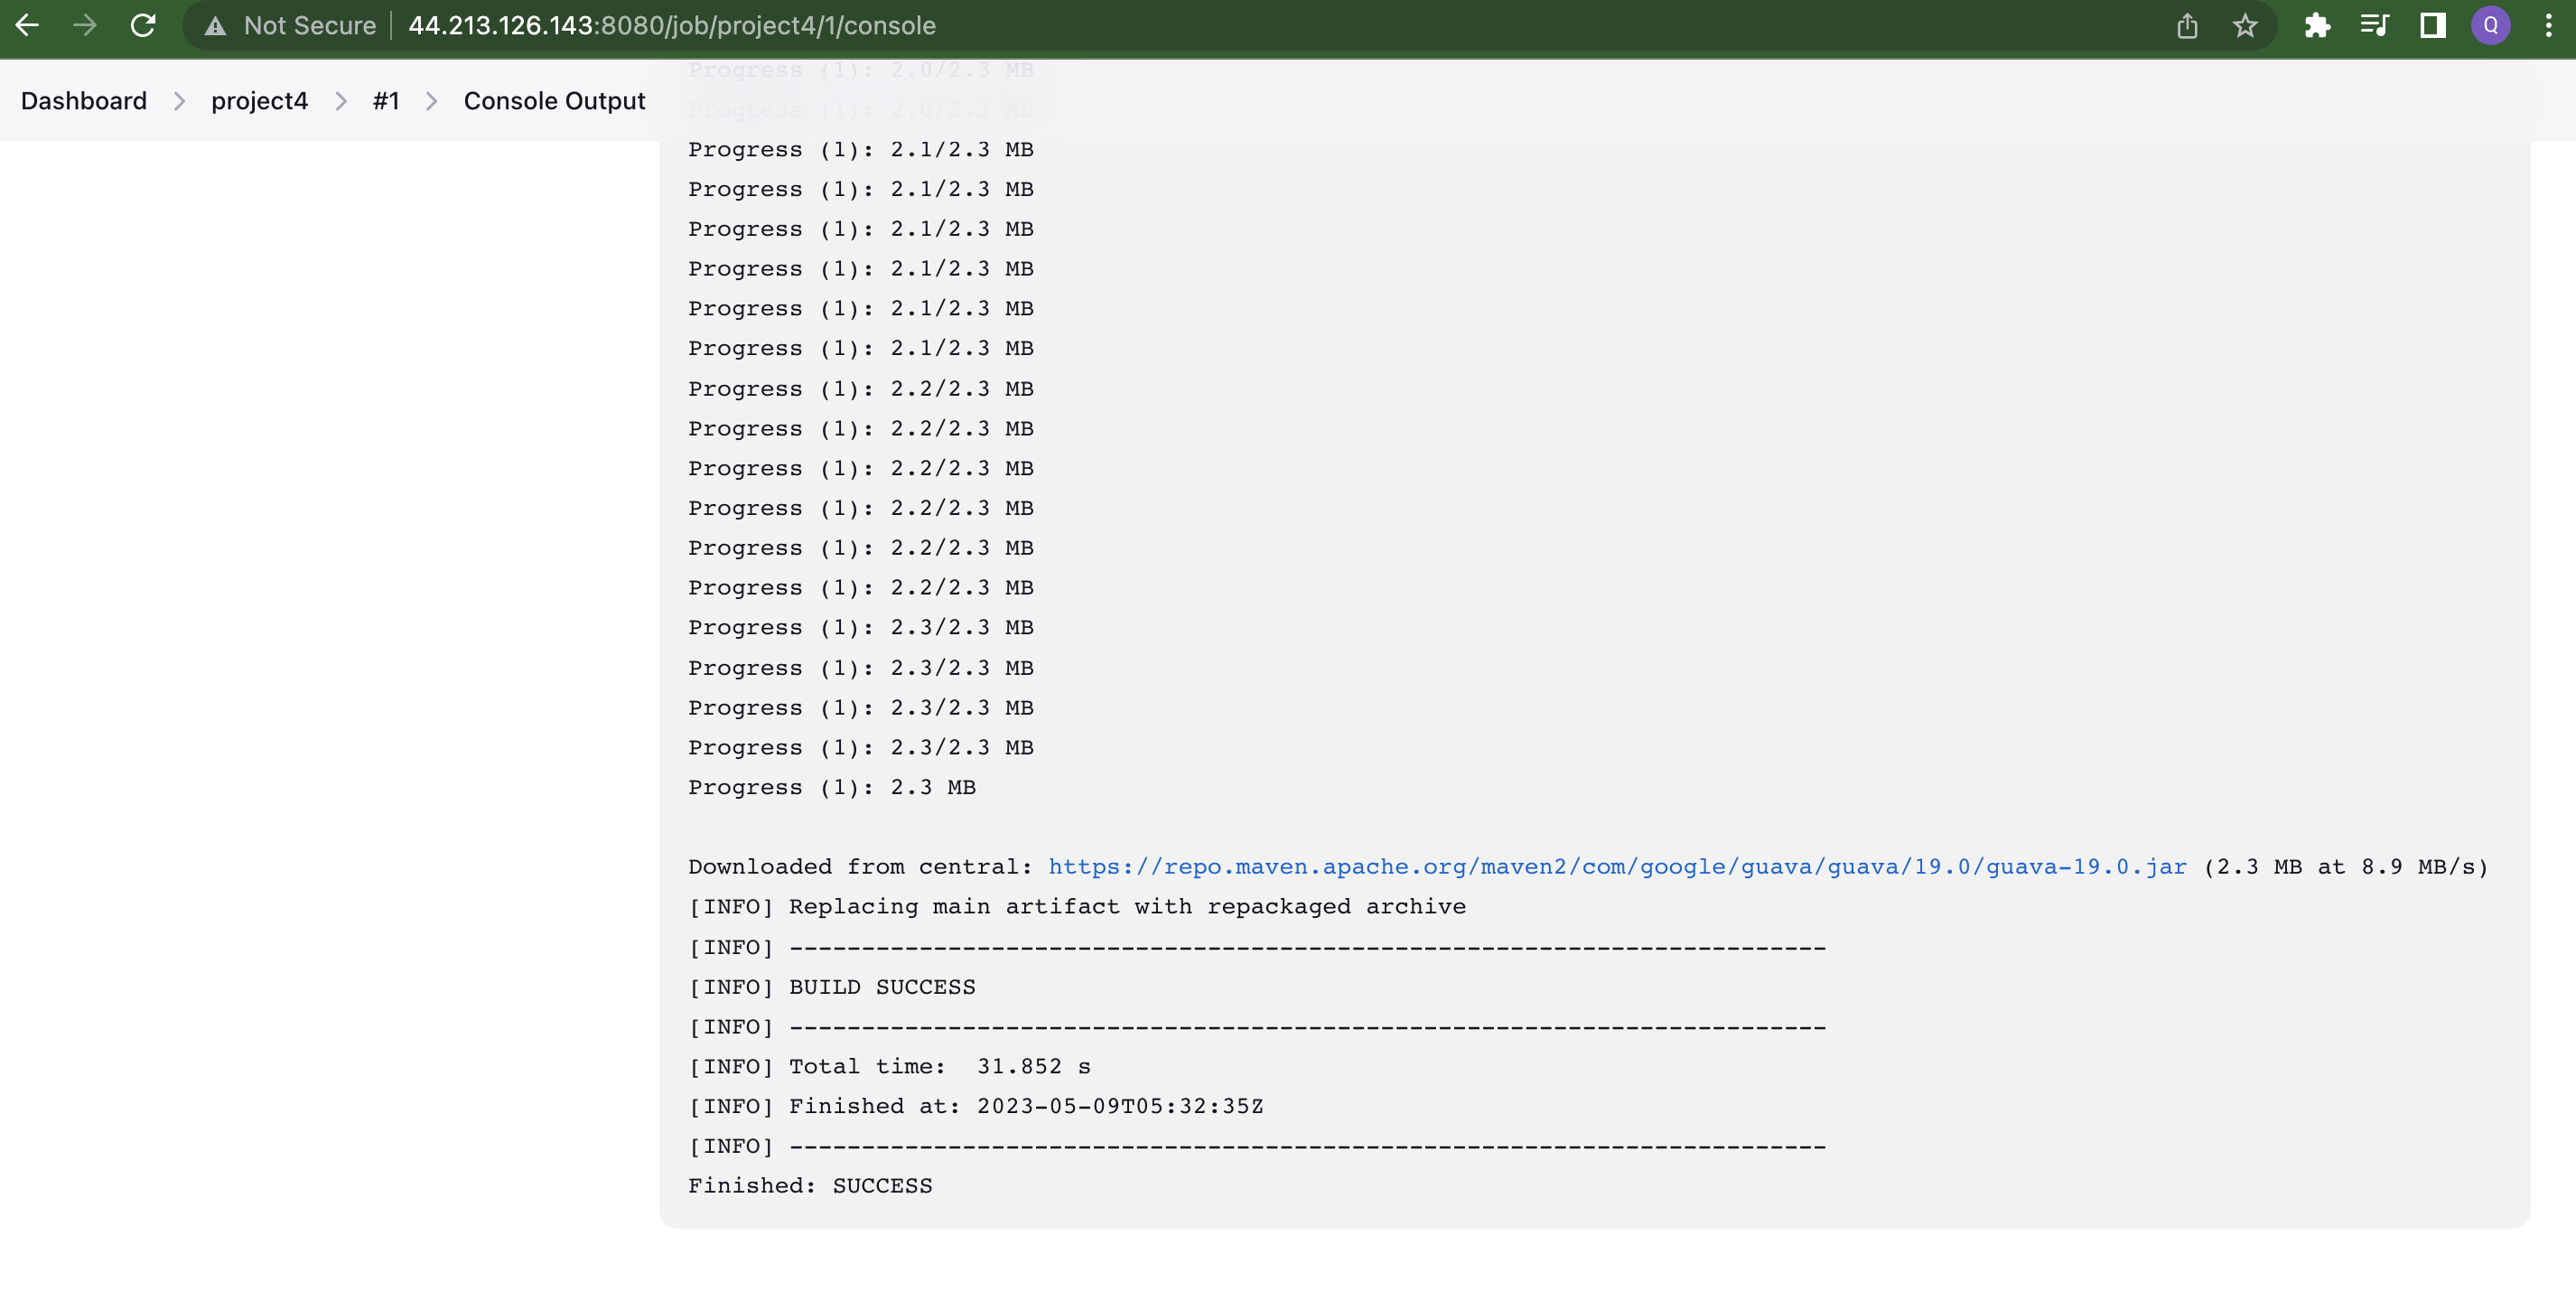 Not Secure 44.213.126.143:8080/job/project4/1/console
Q
Progress (1): 2.0/2.3 MB
Dashboard project4 #1 Console Output
Progress (1): 2.0/2.3 MB
Progress (1): 2.1/2.3 MB
Progress (1): 2.1/2.3 MB
Progress (1): 2.1/2.3 MB
Progress (1): 2.1/2.3 MB
Progress (1): 2.1/2.3 MB
Progress (1): 2.1/2.3 MB
Progress (1): 2.2/2.3 MB
Progress (1): 2.2/2.3 MB
Progress (1): 2.2/2.3 MB
Progress (1): 2.2/2.3 MB
Progress (1): 2.2/2.3 MB
Progress (1): 2.2/2.3 MB
Progress (1): 2.3/2.3 MB
Progress (1): 2.3/2.3 MB
Progress (1): 2.3/2.3 MB
Progress (1): 2.3/2.3 MB
Progress (1): 2.3 MB
Downloaded from central: https://repo.maven.apache.org/maven2/com/google/guava/guava/19.0/guava-19.0.jar (2.3 MB at 8.9 MB/s)
[INFO] Replacing main artifact with repackaged archive
[INFO] ------------------------------------------------------------------------
[INFO] BUILD SUCCESS
[INFO] ------------------------------------------------------------------------
[INFO] Total time:  31.852 s
[INFO] Finished at: 2023-05-09T05:32:35Z
[INFO] ------------------------------------------------------------------------
Finished: SUCCESS